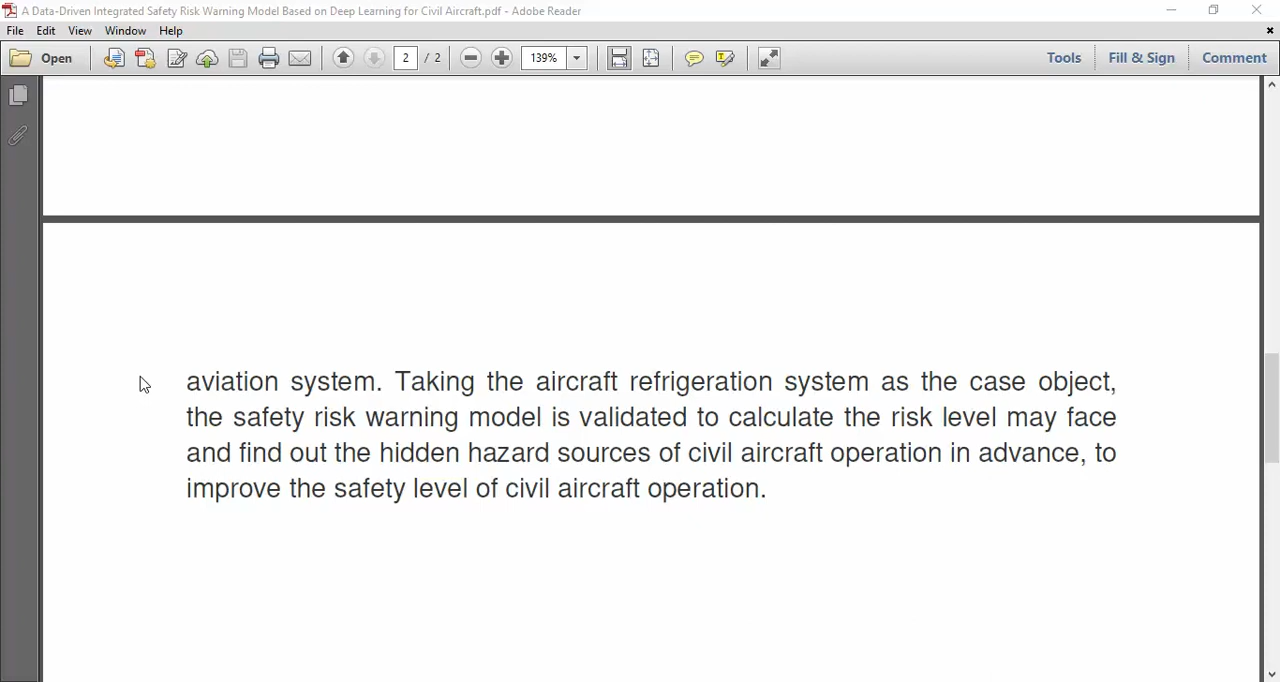 A Data-Driven Integrated Safety Risk Warning Model Based on Deep Learning for Civil Aircraft.pdf - Adobe Reader
File Edit View Window Help
Open 2 / 2 139% Tools Fill & Sign Comment
aviation system. Taking the aircraft refrigeration system as the case object,
the safety risk warning model is validated to calculate the risk level may face
and find out the hidden hazard sources of civil aircraft operation in advance, to
improve the safety level of civil aircraft operation.